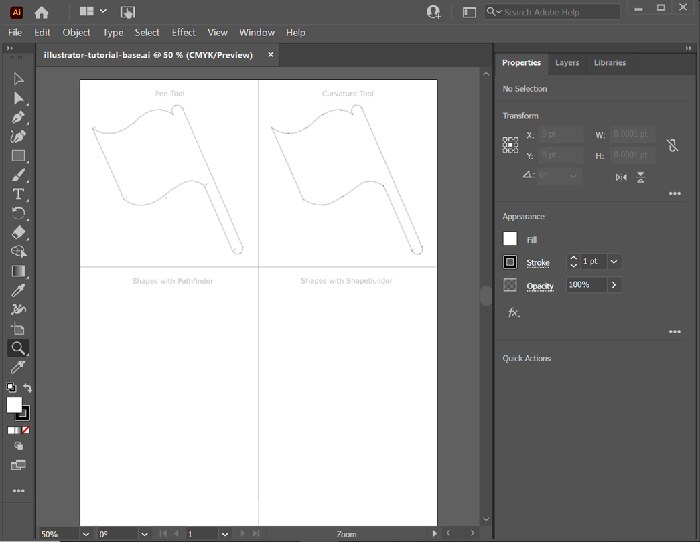 Ai
Search Adobe Help
File Edit Object Type Select Effect View Window Help
illustrator-tutorial-base.ai @ 50 % (CMYK/Preview)
Pen Tool
Curvature Tool
Shapes with Pathfinder
Shapes with Shapebuilder
T
50%
0°
1
Zoom
Properties Layers Libraries
No Selection
Transform
X: 0 pt W: 0.0001 pt
Y: 0 pt H: 0.0001 pt
0°
Appearance
Fill
Stroke 1 pt
Opacity 100%
fx.
Quick Actions